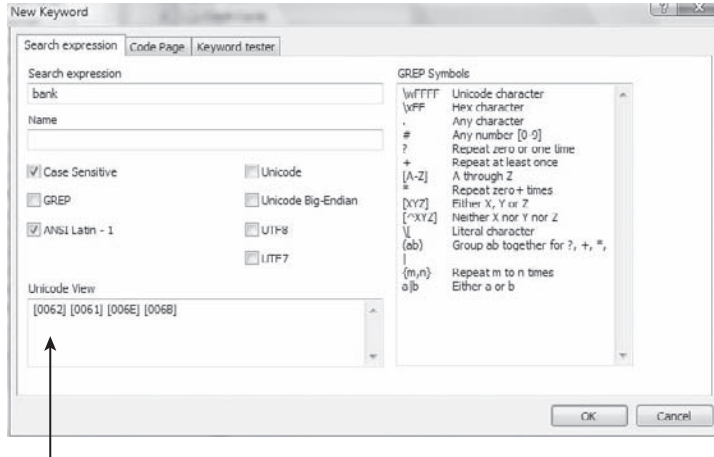 New Keyword
Search expression Code Page Keyword tester
Search expression
bank
Name
Case Sensitive
Unicode
GREP
Unicode Big-Endian
ANSI Latin - 1
UTF8
UTF7
Unicode View
[0062] [0061] [006E] [006B]
GREP Symbols
\wFFFF Unicode character
\xFF Hex character
. Any character
# Any number [0-9]
? Repeat zero or one time
+ Repeat at least once
[A-Z] A through Z
* Repeat zero+ times
[XYZ] Either X, Y or Z
[^XYZ] Neither X nor Y nor Z
\[ Literal character
(ab) Group ab together for ?, +, *,
|
{m,n} Repeat m to n times
a|b Either a or b
OK Cancel